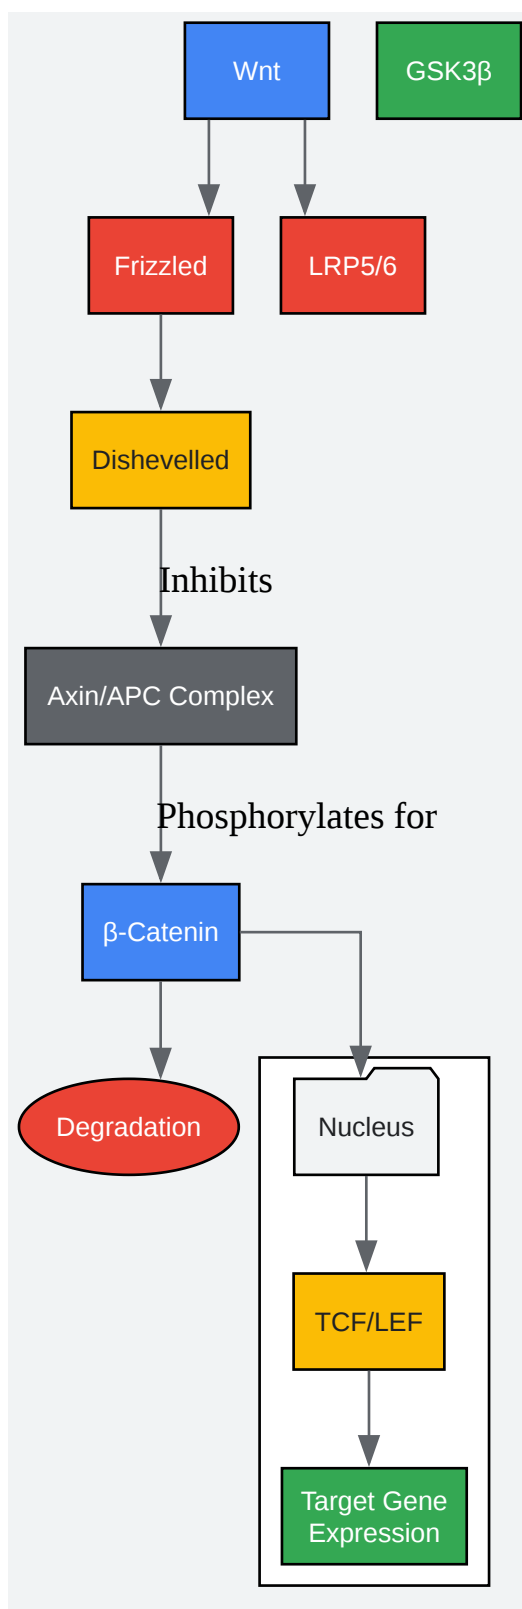 Wnt
GSK3β
Frizzled
LRP5/6
Dishevelled
Inhibits
Axin/APC Complex
Phosphorylates for
β-Catenin
Degradation
Nucleus
TCF/LEF
Target Gene
Expression